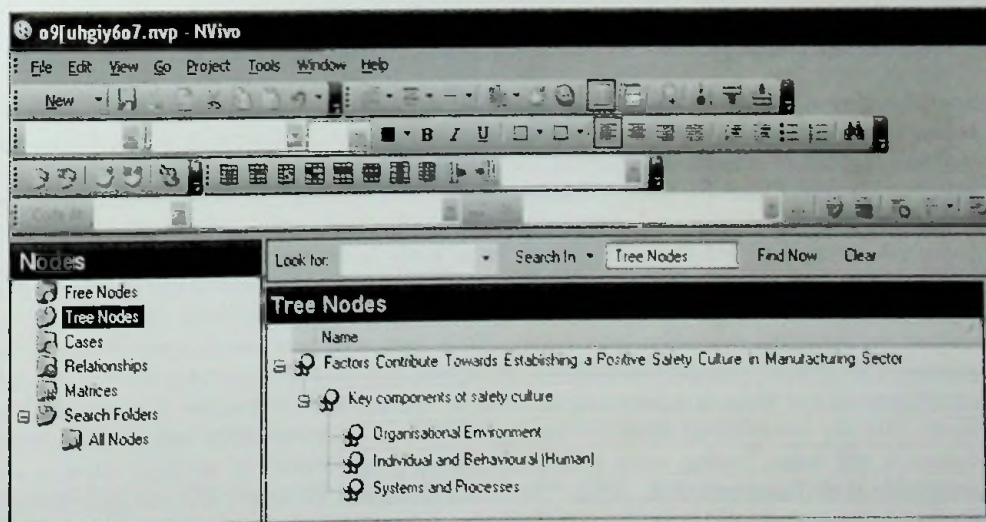 o9[uhgiy6o7.nvp - NVivo
File Edit View Go Project Tools Window Help
New
B I U
Nodes
Look for: Search In Tree Nodes Find Now Clear
Free Nodes
Tree Nodes
Cases
Relationships
Matrices
Search Folders
All Nodes
Tree Nodes
Name
Factors Contribute Towards Establishing a Positive Safety Culture in Manufacturing Sector
Key components of safety culture
Organisational Environment
Individual and Behavioural (Human)
Systems and Processes